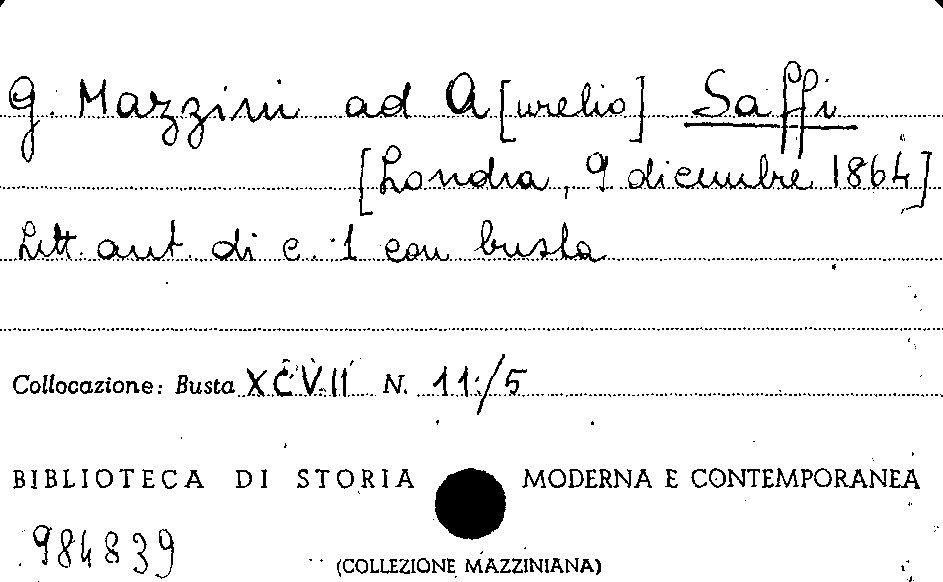 G. Mazzini ad A[urelio] Saffi
[Londra, 9 dicembre 1864]
Lett. aut. di c. 1 con busta
Collocazione: Busta XCVII N. 11/5
BIBLIOTECA DI STORIA MODERNA E CONTEMPORANEA
984839
(COLLEZIONE MAZZINIANA)